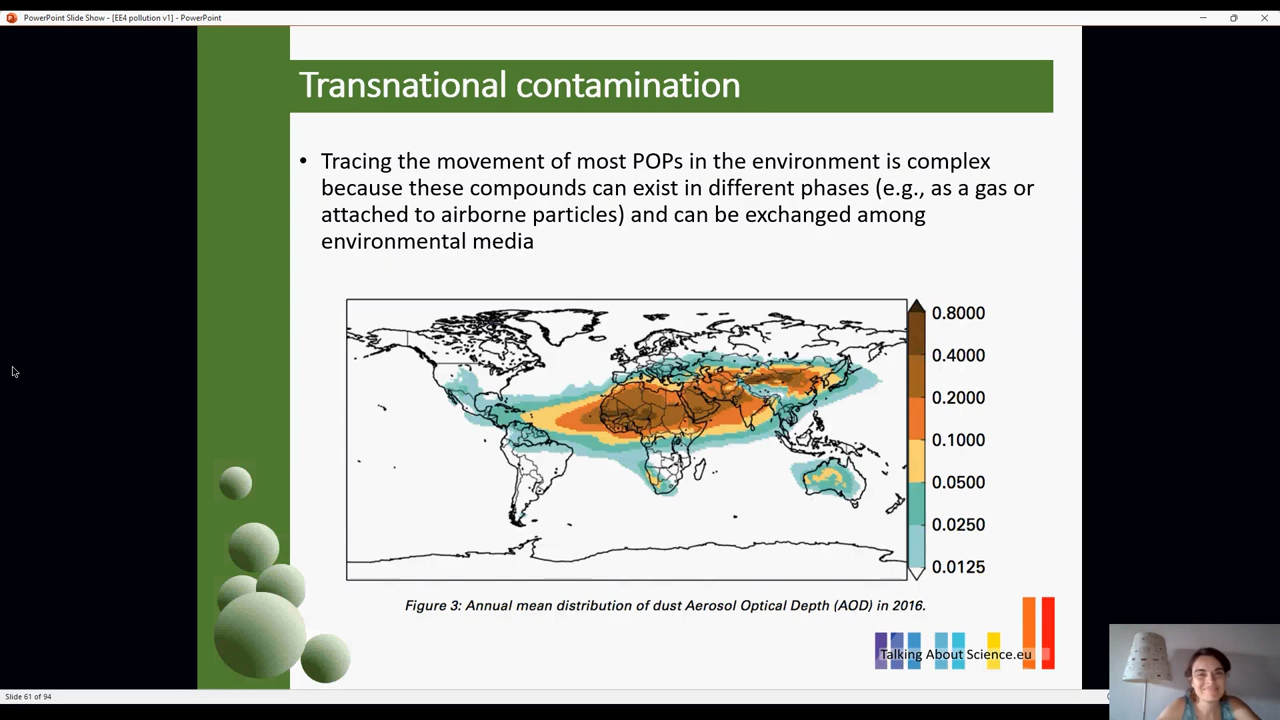 PowerPoint Slide Show - [EE4 pollution v1] - PowerPoint
Transnational contamination
• Tracing the movement of most POPs in the environment is complex
because these compounds can exist in different phases (e.g., as a gas or
attached to airborne particles) and can be exchanged among
environmental media
0.8000
0.4000
0.2000
0.1000
0.0500
0.0250
0.0125
Figure 3: Annual mean distribution of dust Aerosol Optical Depth (AOD) in 2016.
Talking About Science.eu
Slide 61 of 94